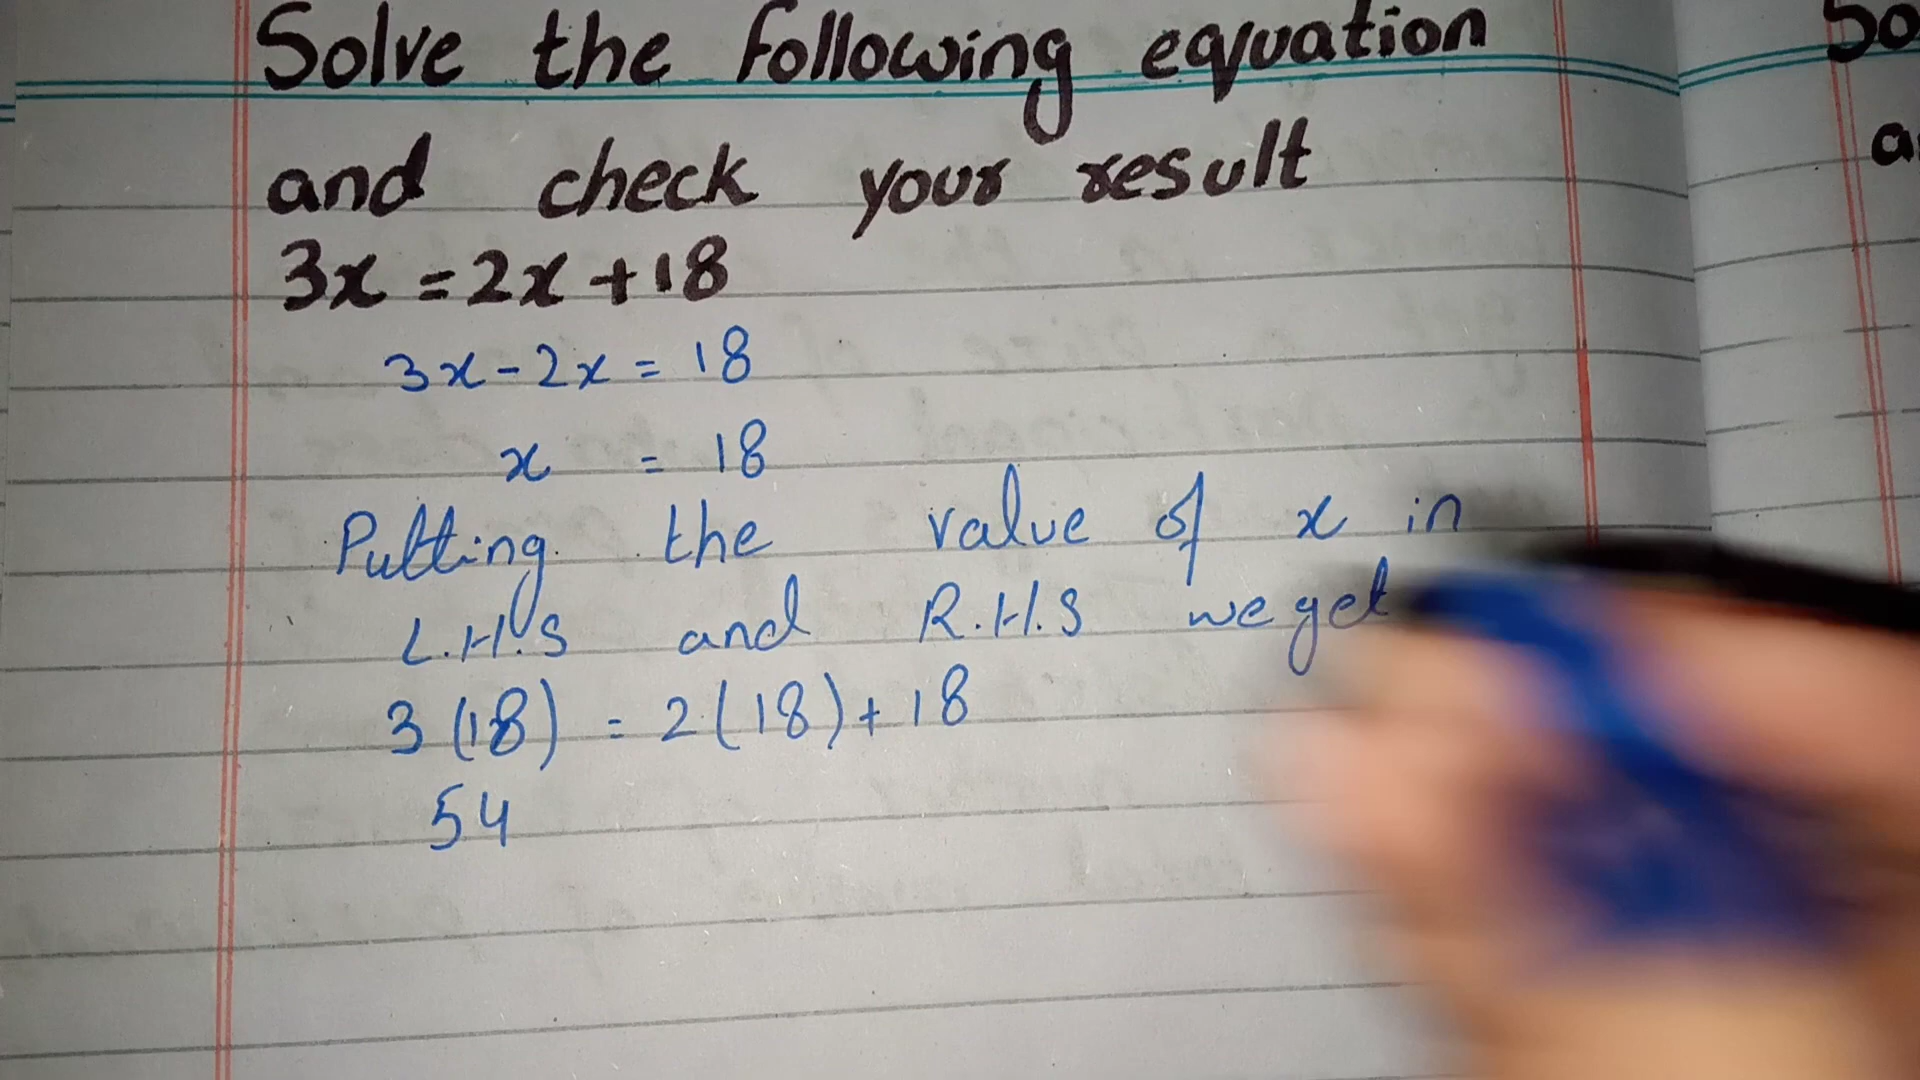 Solve the following equation
and check your result
3x = 2x + 18
3x - 2x = 18
x = 18
Putting the value of x in
L.H.S and R.H.S we get
3 (18) = 2 (18) + 18
54
So
a